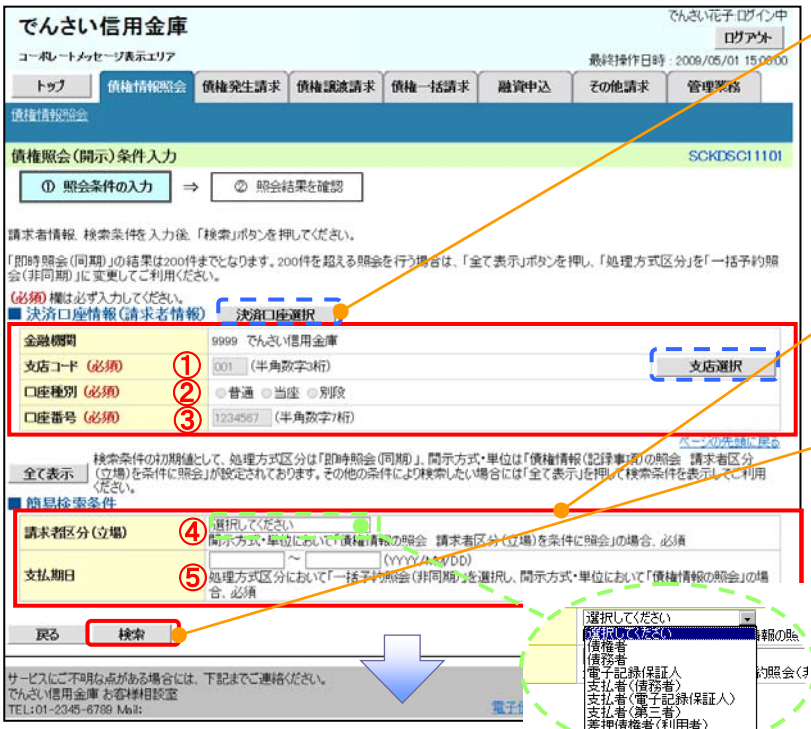 でんさい花子:ログイン中
でんさい信用金庫
ログアウト
コーポレートメッセージ表示エリア
最終操作日時:2009/05/01 15:00:00
トップ 債権情報照会 債権発生請求 債権譲渡請求 債権一括請求 融資申込 その他請求 管理業務
債権情報照会
債権照会(開示)条件入力 SCKDSC11101
① 照会条件の入力 ⇒ ② 照会結果を確認
請求者情報、検索条件を入力後、「検索」ボタンを押してください。
「即時照会(同期)」の結果は200件までとなります。200件を超える照会を行う場合は、「全て表示」ボタンを押し、「処理方式区分」を「一括予約照
会(非同期)」に変更してご利用ください。
(必須)欄は必ず入力してください。
■ 決済口座情報(請求者情報) 決済口座選択
金融機関 9999 でんさい信用金庫
支店コード (必須) ① 001 (半角数字3桁) 支店選択
口座種別 (必須) ② 普通 当座 別段
口座番号 (必須) ③ 1234567 (半角数字7桁)
ページの先頭に戻る
検索条件の初期値として、処理方式区分は「即時照会(同期)」、開示方式・単位は「債権情報(記録事項)の照会 請求者区分
全て表示 (立場)を条件に照会」が設定されております。その他の条件により検索したい場合には「全て表示」を押して検索条件を表示してご利用
ください。
■ 簡易検索条件
請求者区分(立場) ④ 選択してください
開示方式・単位において「債権情報の照会 請求者区分(立場)を条件に照会」の場合、必須
支払期日 ⑤ ~ (YYYY/MM/DD)
処理方式区分において「一括予約照会(非同期)」を選択し、開示方式・単位において「債権情報の照会」の場
合、必須
戻る 検索
選択してください
選択してください
債権者
債務者
電子記録保証人
支払者(債務者)
支払者(電子記録保証人)
支払者(第三者)
差押債権者(利用者)
情報の照
約照会(非
サービスにご不明な点がある場合には、下記までご連絡ください。
でんさい信用金庫 お客様相談室
TEL:01-2345-6789 Mail: